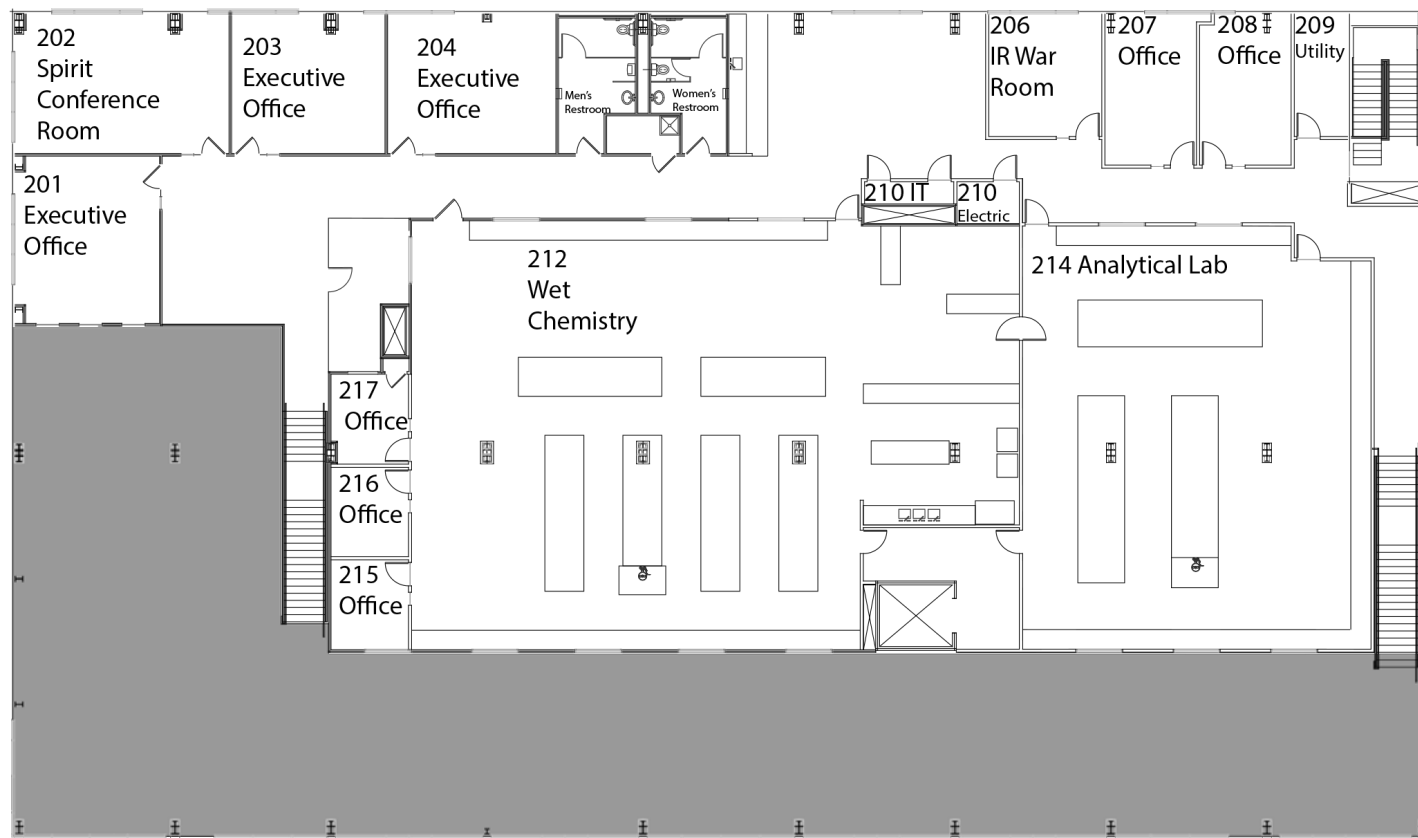 202
Spirit
Conference
Room
203
Executive
Office
204
Executive
Office
Men's
Restroom
Women's
Restroom
206
IR War
Room
207
Office
208
Office
209
Utility
201
Executive
Office
210 IT
210
Electric
212
Wet
Chemistry
214 Analytical Lab
217
Office
216
Office
215
Office